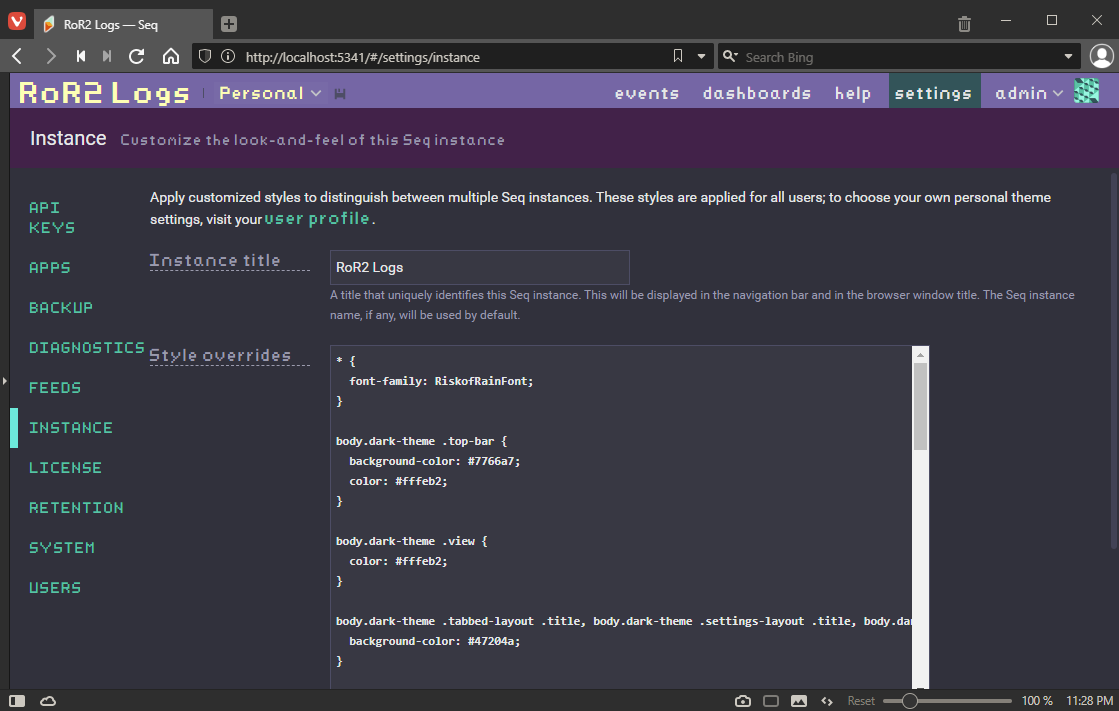 RoR2 Logs — Seq
http://localhost:5341/#/settings/instance
Search Bing
RoR2 Logs
Personal
events
dashboards
help
settings
admin
Instance
Customize the look-and-feel of this Seq instance
API
KEYS
APPS
BACKUP
DIAGNOSTICS
FEEDS
INSTANCE
LICENSE
RETENTION
SYSTEM
USERS
Apply customized styles to distinguish between multiple Seq instances. These styles are applied for all users; to choose your own personal theme
settings, visit your user profile.
Instance title
RoR2 Logs
A title that uniquely identifies this Seq instance. This will be displayed in the navigation bar and in the browser window title. The Seq instance
name, if any, will be used by default.
Style overrides
* {
  font-family: RiskofRainFont;
}
body.dark-theme .top-bar {
  background-color: #7766a7;
  color: #fffeb2;
}
body.dark-theme .view {
  color: #fffeb2;
}
body.dark-theme .tabbed-layout .title, body.dark-theme .settings-layout .title, body.dar
  background-color: #47204a;
}
Reset
100 %
11:28 PM